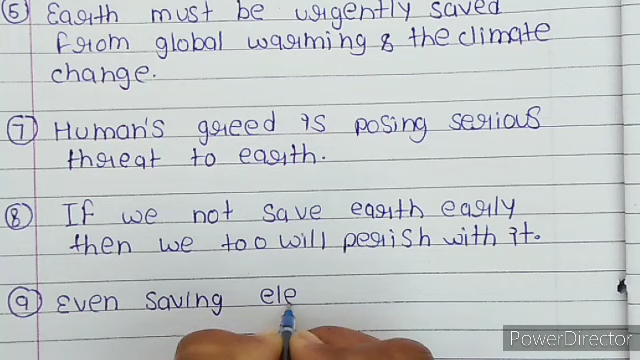 (5) Earth must be urgently saved
from global warming & the climate
change.
(7) Human's greed is posing serious
threat to earth.
(8) If we not save earth early
then we too will perish with it.
(9) Even saving ele
PowerDirector